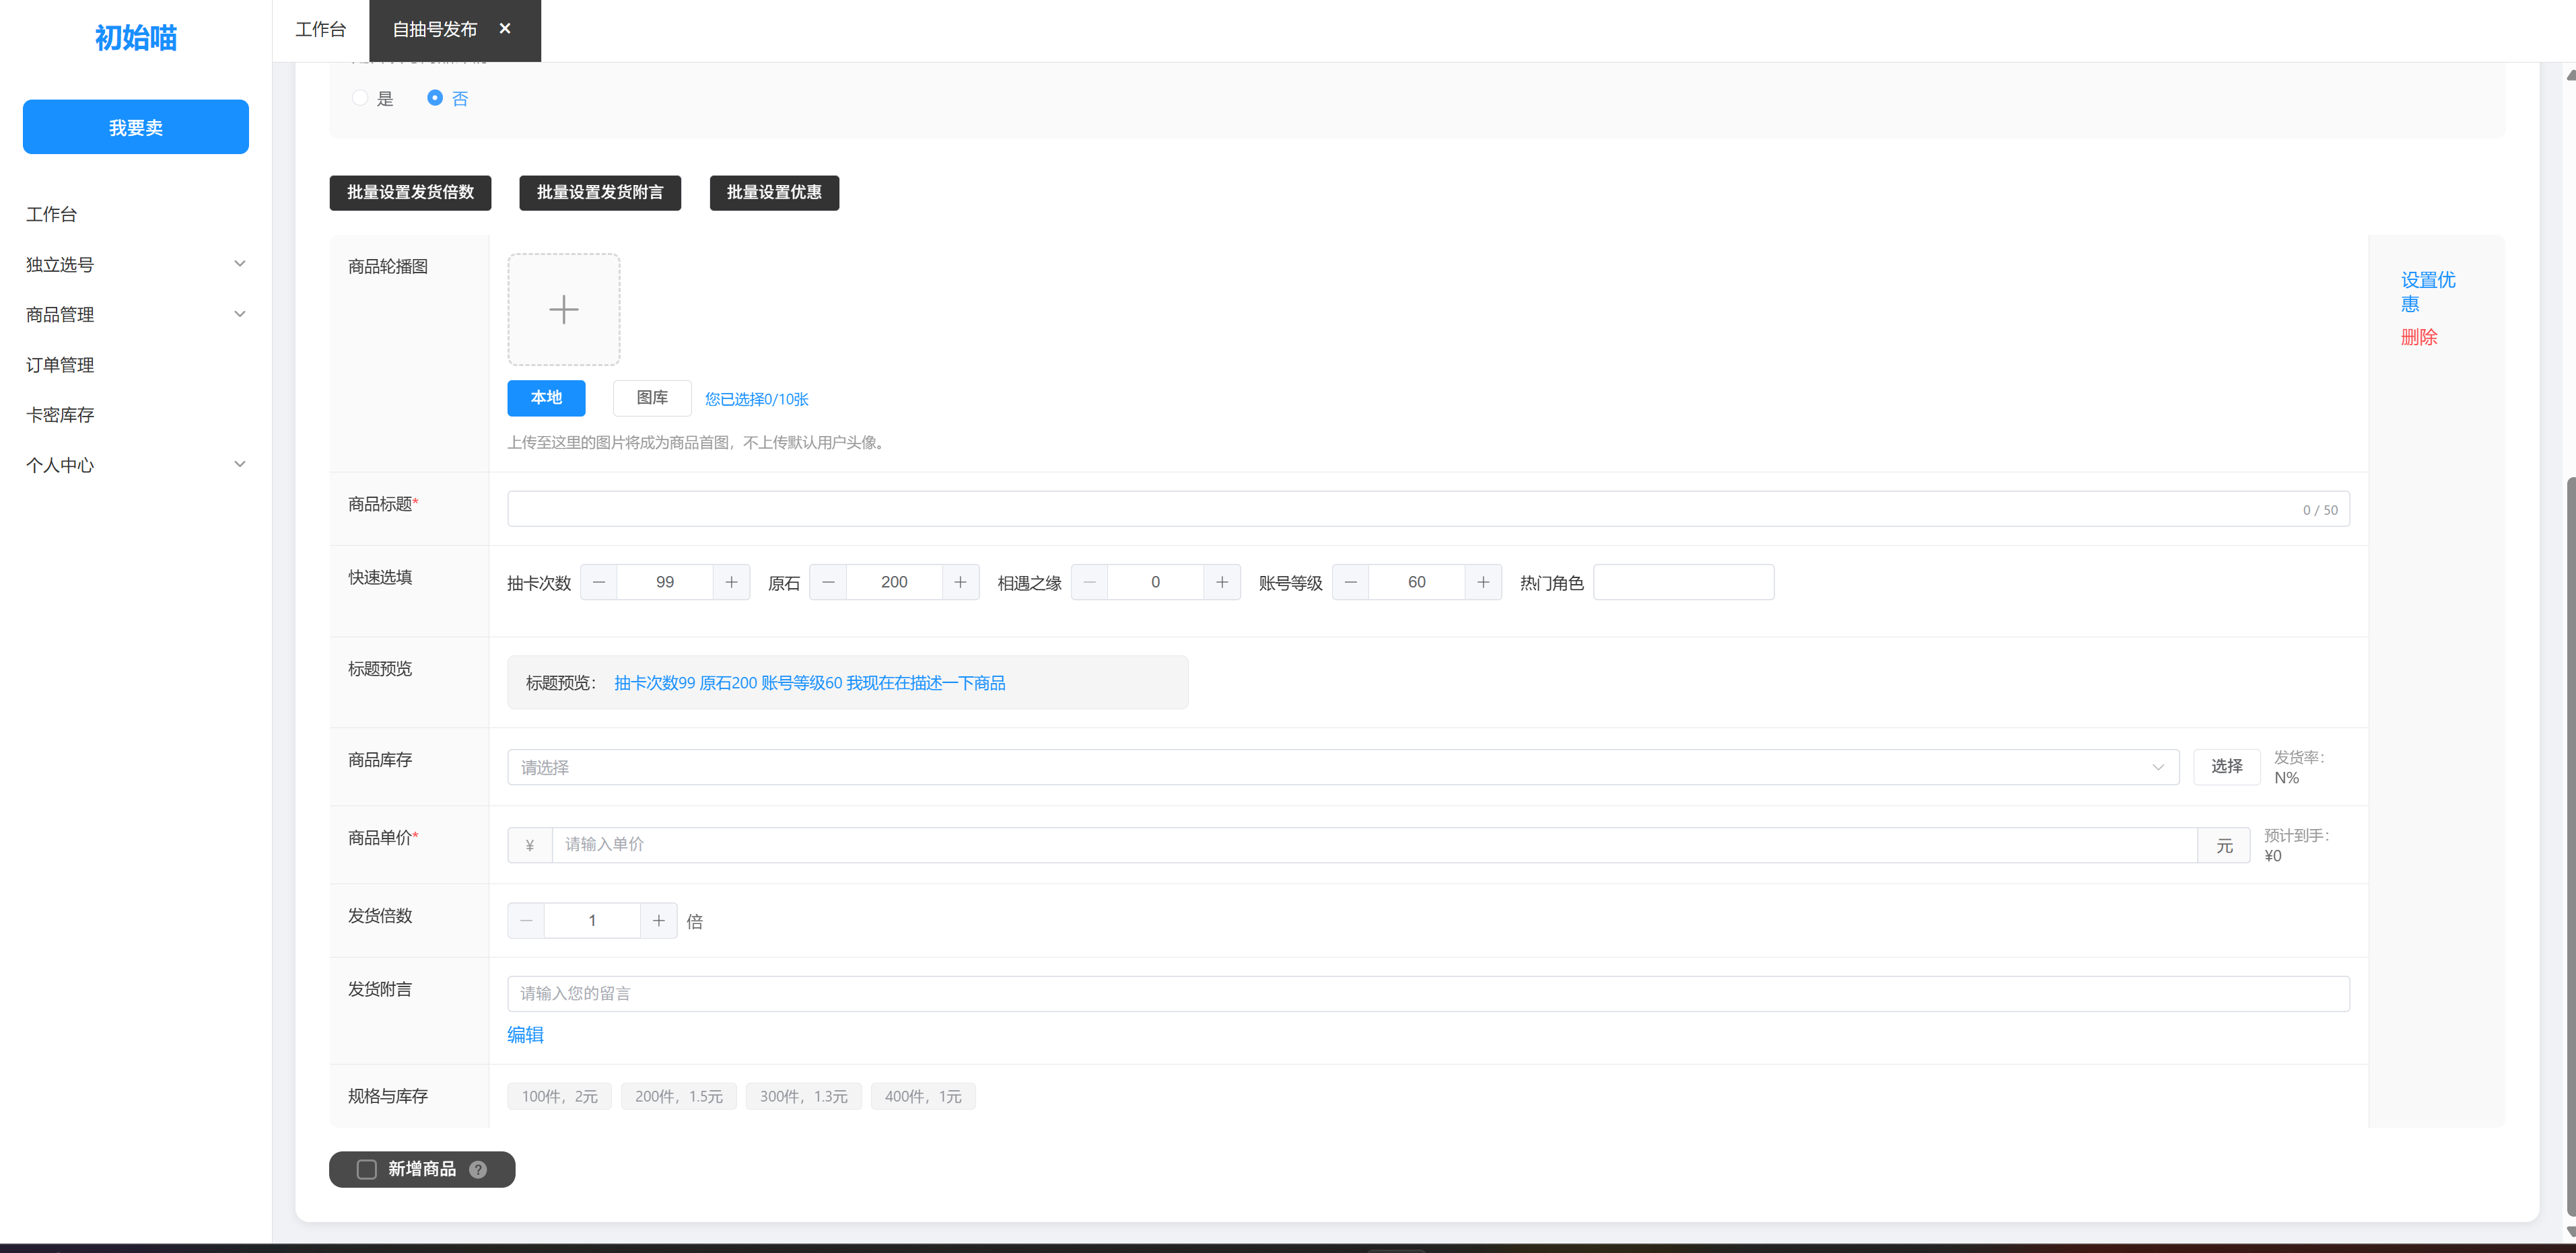 初始喵
工作台
自抽号发布 ×
我要卖
工作台
独立选号
商品管理
订单管理
卡密库存
个人中心
是 否
批量设置发货倍数 批量设置发货附言 批量设置优惠
商品轮播图
本地 图库 您已选择0/10张
上传至这里的图片将成为商品首图，不上传默认用户头像。
设置优
惠
删除
商品标题*
0 / 50
快速选填
抽卡次数 99 原石 200 相遇之缘 0 账号等级 60 热门角色
标题预览
标题预览： 抽卡次数99 原石200 账号等级60 我现在在描述一下商品
商品库存
请选择 选择 发货率：
N%
商品单价*
¥ 请输入单价 元 预计到手：
¥0
发货倍数
1 倍
发货附言
请输入您的留言
编辑
规格与库存
100件，2元 200件，1.5元 300件，1.3元 400件，1元
新增商品 ?